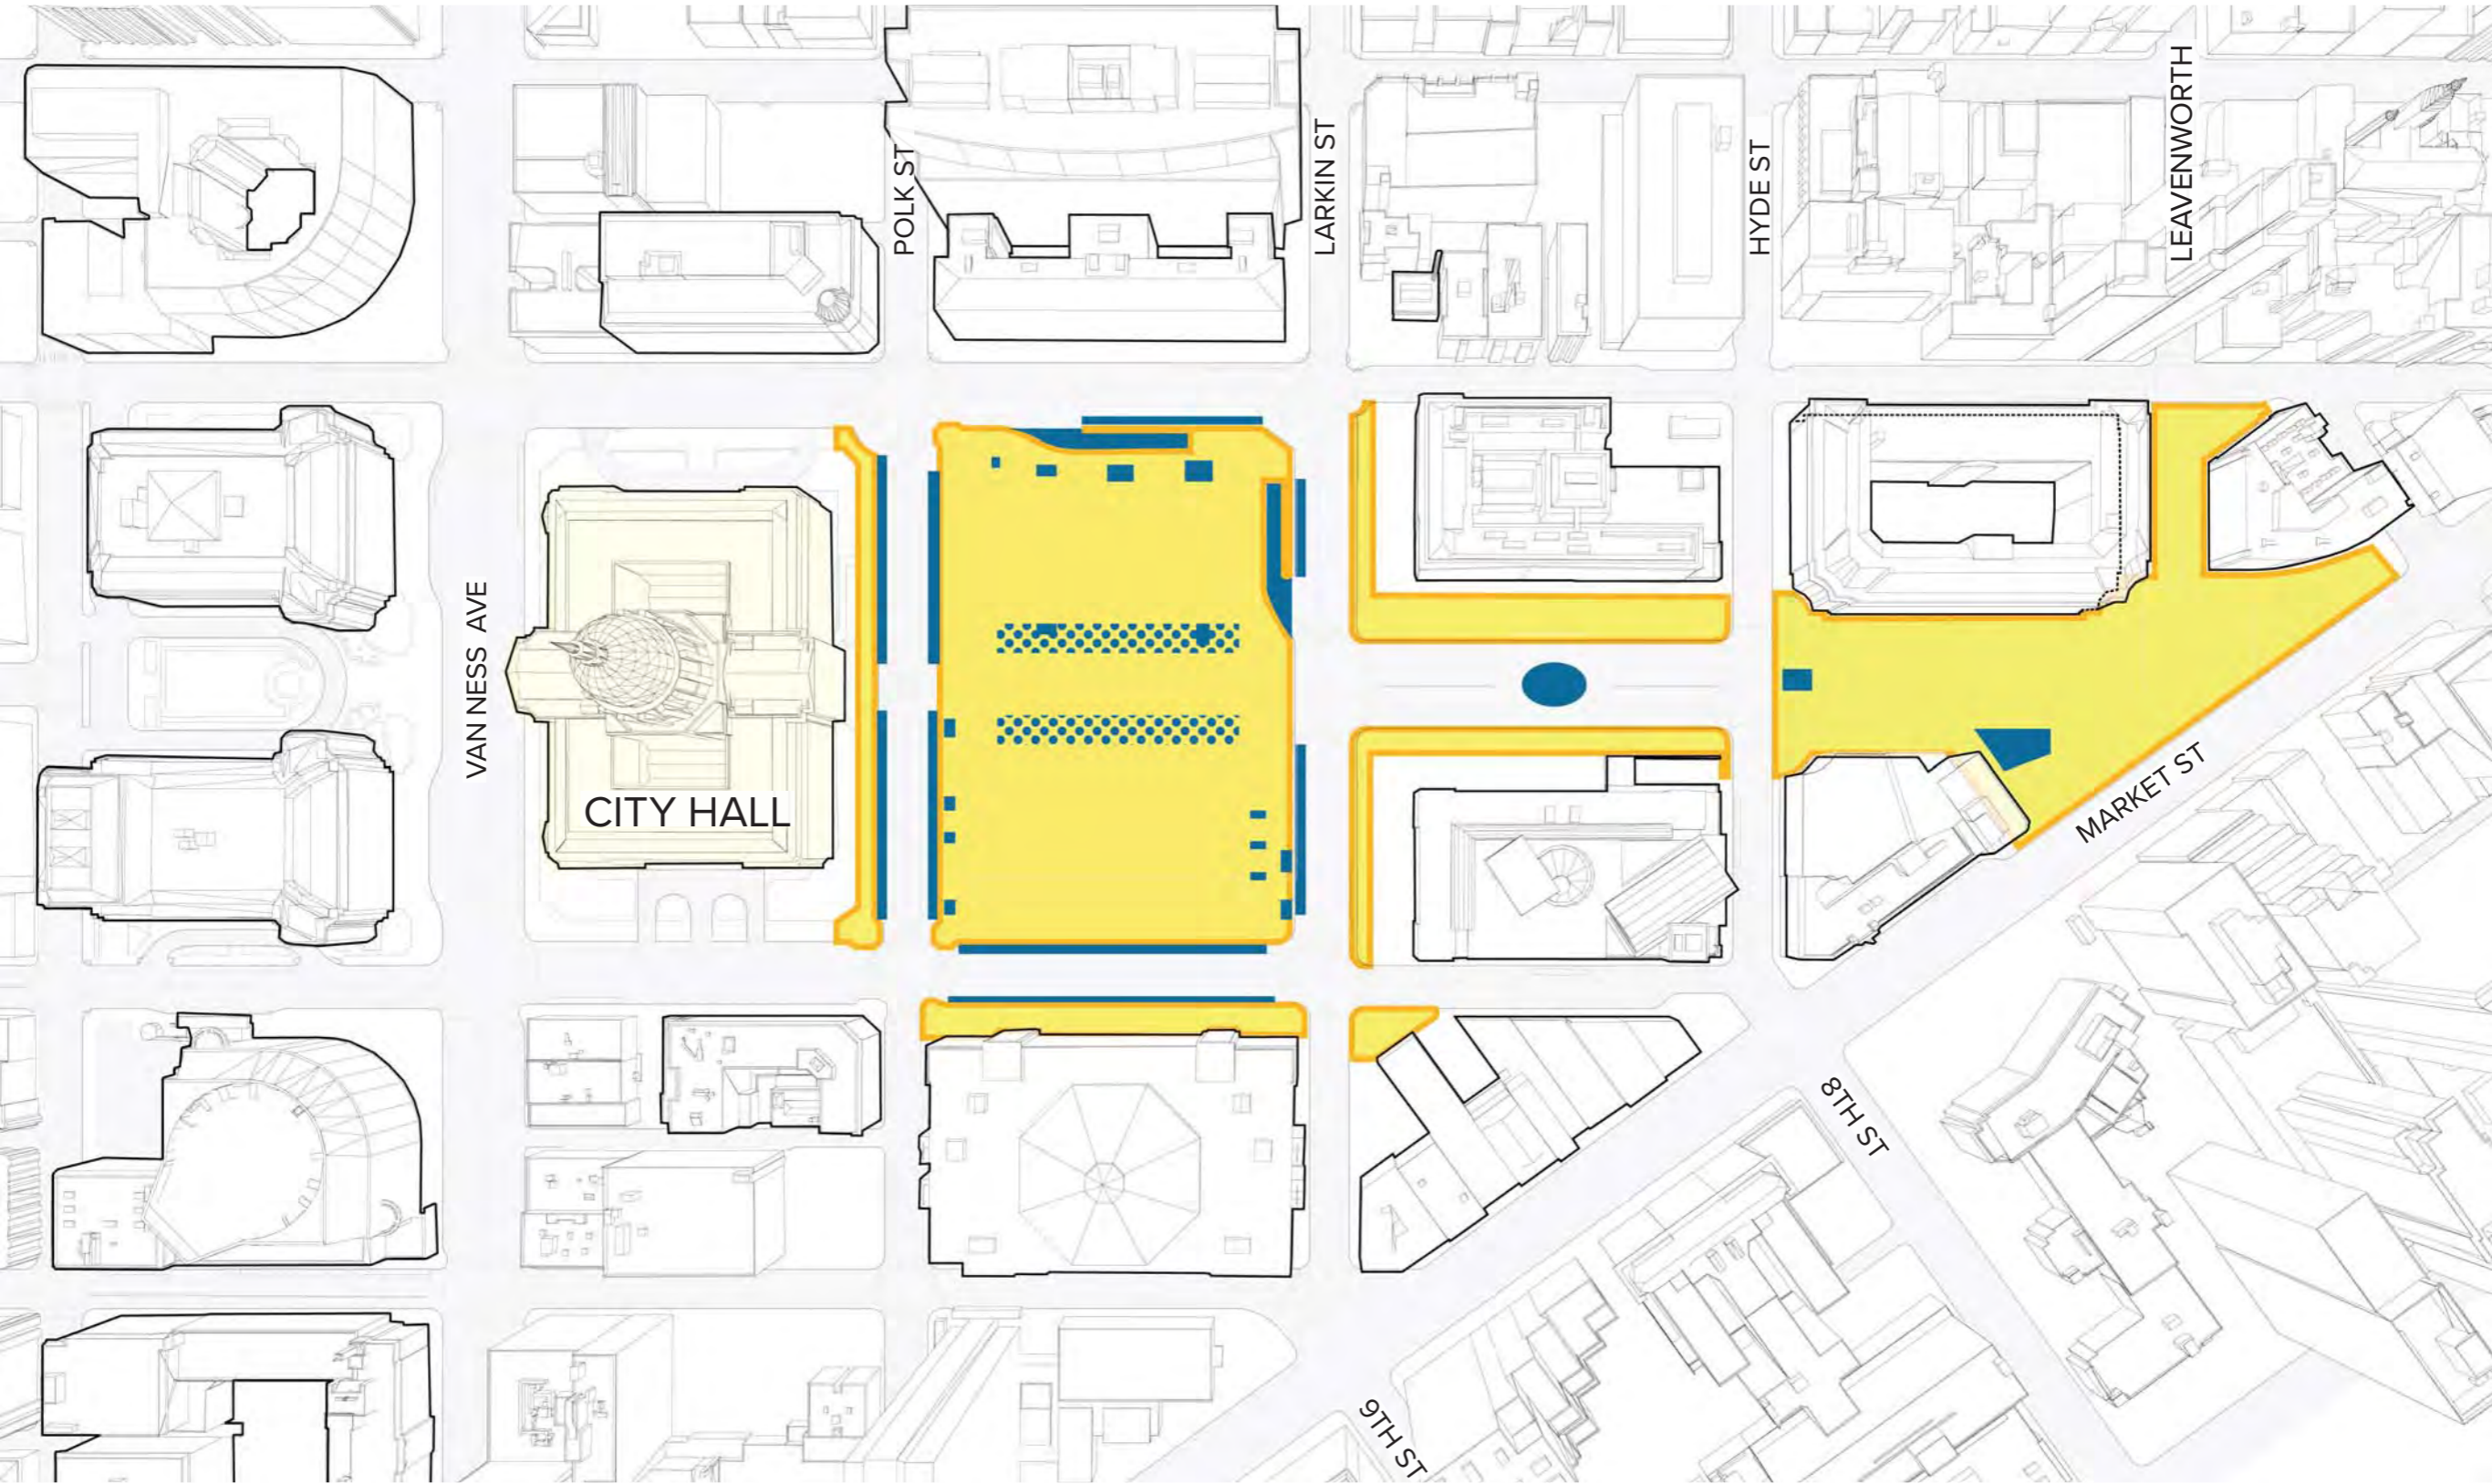 LEAVENWORTH
LARKIN ST
HYDE ST
POLK ST
VAN NESS AVE
CITY HALL
MARKET ST
8TH ST
9TH ST